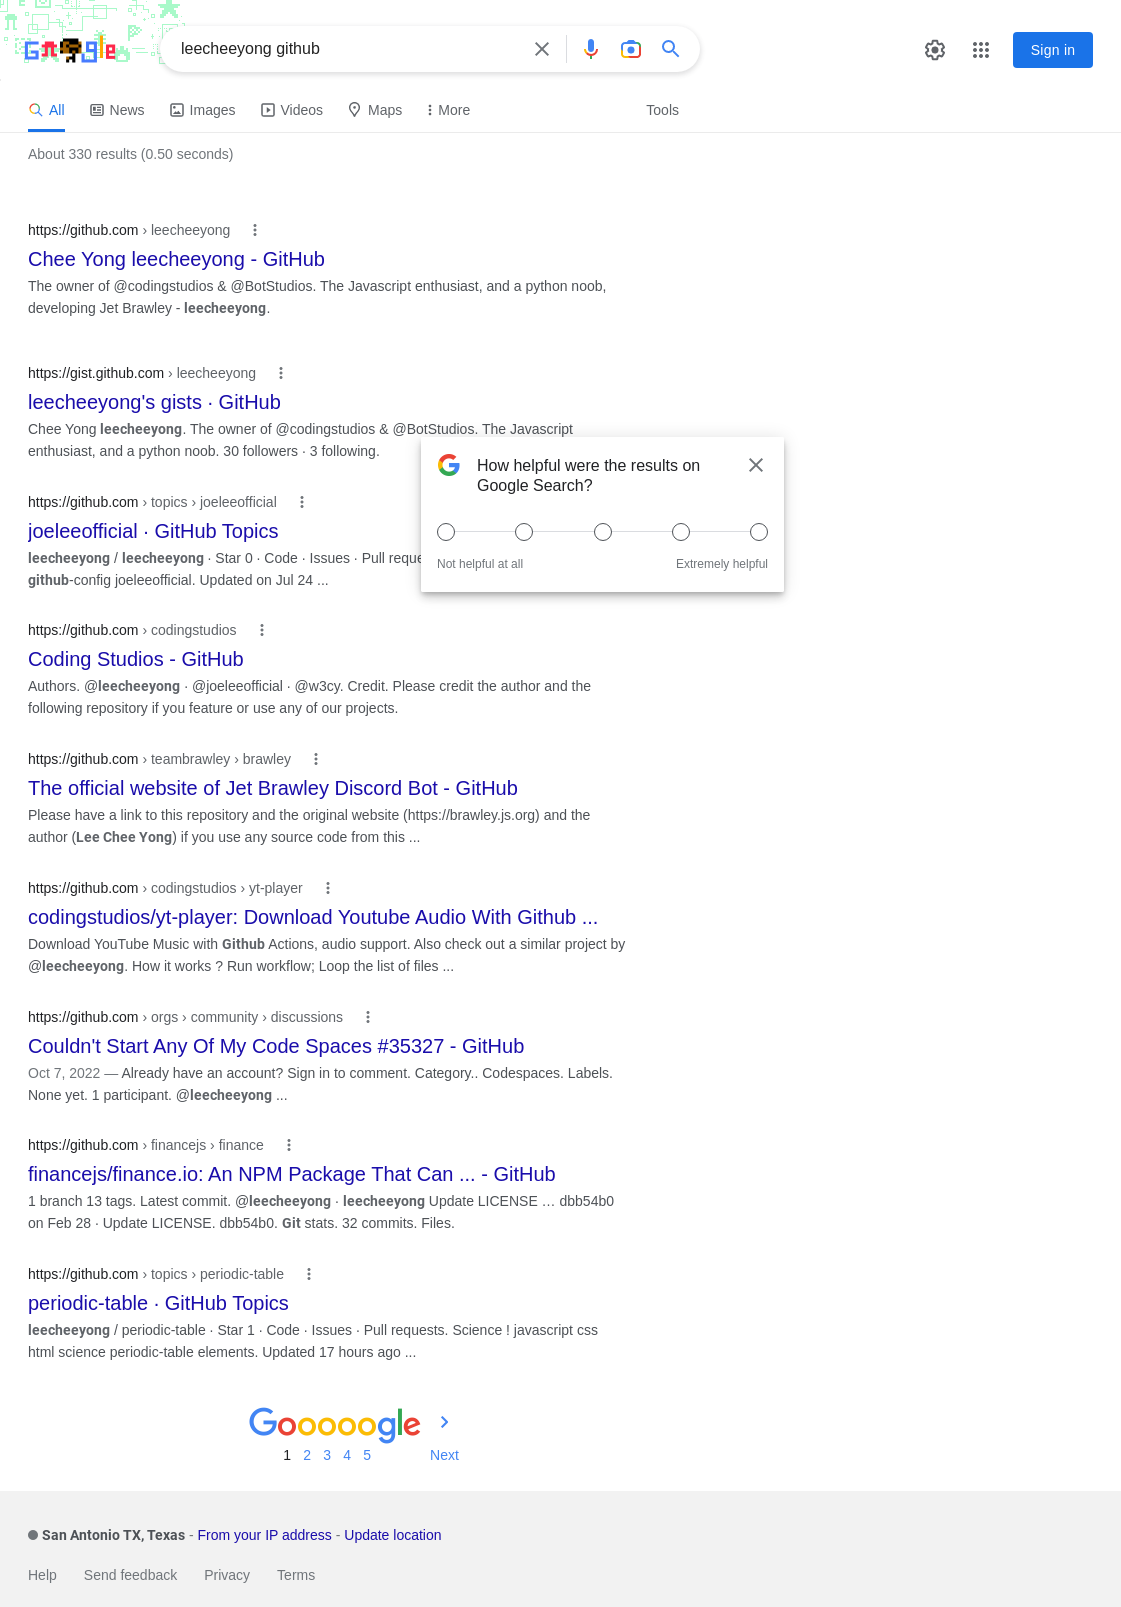 Google
leecheeyong github
Sign in
All
News
Images
Videos
Maps
More
Tools
About 330 results (0.50 seconds)
https://github.com › leecheeyong
Chee Yong leecheeyong - GitHub
The owner of @codingstudios & @BotStudios. The Javascript enthusiast, and a python noob,
developing Jet Brawley - leecheeyong.
https://gist.github.com › leecheeyong
leecheeyong's gists · GitHub
Chee Yong leecheeyong. The owner of @codingstudios & @BotStudios. The Javascript
enthusiast, and a python noob. 30 followers · 3 following.
https://github.com › topics › joeleeofficial
joeleeofficial · GitHub Topics
leecheeyong / leecheeyong · Star 0 · Code · Issues · Pull reque
github-config joeleeofficial. Updated on Jul 24 ...
How helpful were the results on
Google Search?
Not helpful at all
Extremely helpful
https://github.com › codingstudios
Coding Studios - GitHub
Authors. @leecheeyong · @joeleeofficial · @w3cy. Credit. Please credit the author and the
following repository if you feature or use any of our projects.
https://github.com › teambrawley › brawley
The official website of Jet Brawley Discord Bot - GitHub
Please have a link to this repository and the original website (https://brawley.js.org) and the
author (Lee Chee Yong) if you use any source code from this ...
https://github.com › codingstudios › yt-player
codingstudios/yt-player: Download Youtube Audio With Github ...
Download YouTube Music with Github Actions, audio support. Also check out a similar project by
@leecheeyong. How it works ? Run workflow; Loop the list of files ...
https://github.com › orgs › community › discussions
Couldn't Start Any Of My Code Spaces #35327 - GitHub
Oct 7, 2022 — Already have an account? Sign in to comment. Category.. Codespaces. Labels.
None yet. 1 participant. @leecheeyong ...
https://github.com › financejs › finance
financejs/finance.io: An NPM Package That Can ... - GitHub
1 branch 13 tags. Latest commit. @leecheeyong · leecheeyong Update LICENSE … dbb54b0
on Feb 28 · Update LICENSE. dbb54b0. Git stats. 32 commits. Files.
https://github.com › topics › periodic-table
periodic-table · GitHub Topics
leecheeyong / periodic-table · Star 1 · Code · Issues · Pull requests. Science ! javascript css
html science periodic-table elements. Updated 17 hours ago ...
Gooooogle
1 2 3 4 5 Next
San Antonio TX, Texas - From your IP address - Update location
Help Send feedback Privacy Terms